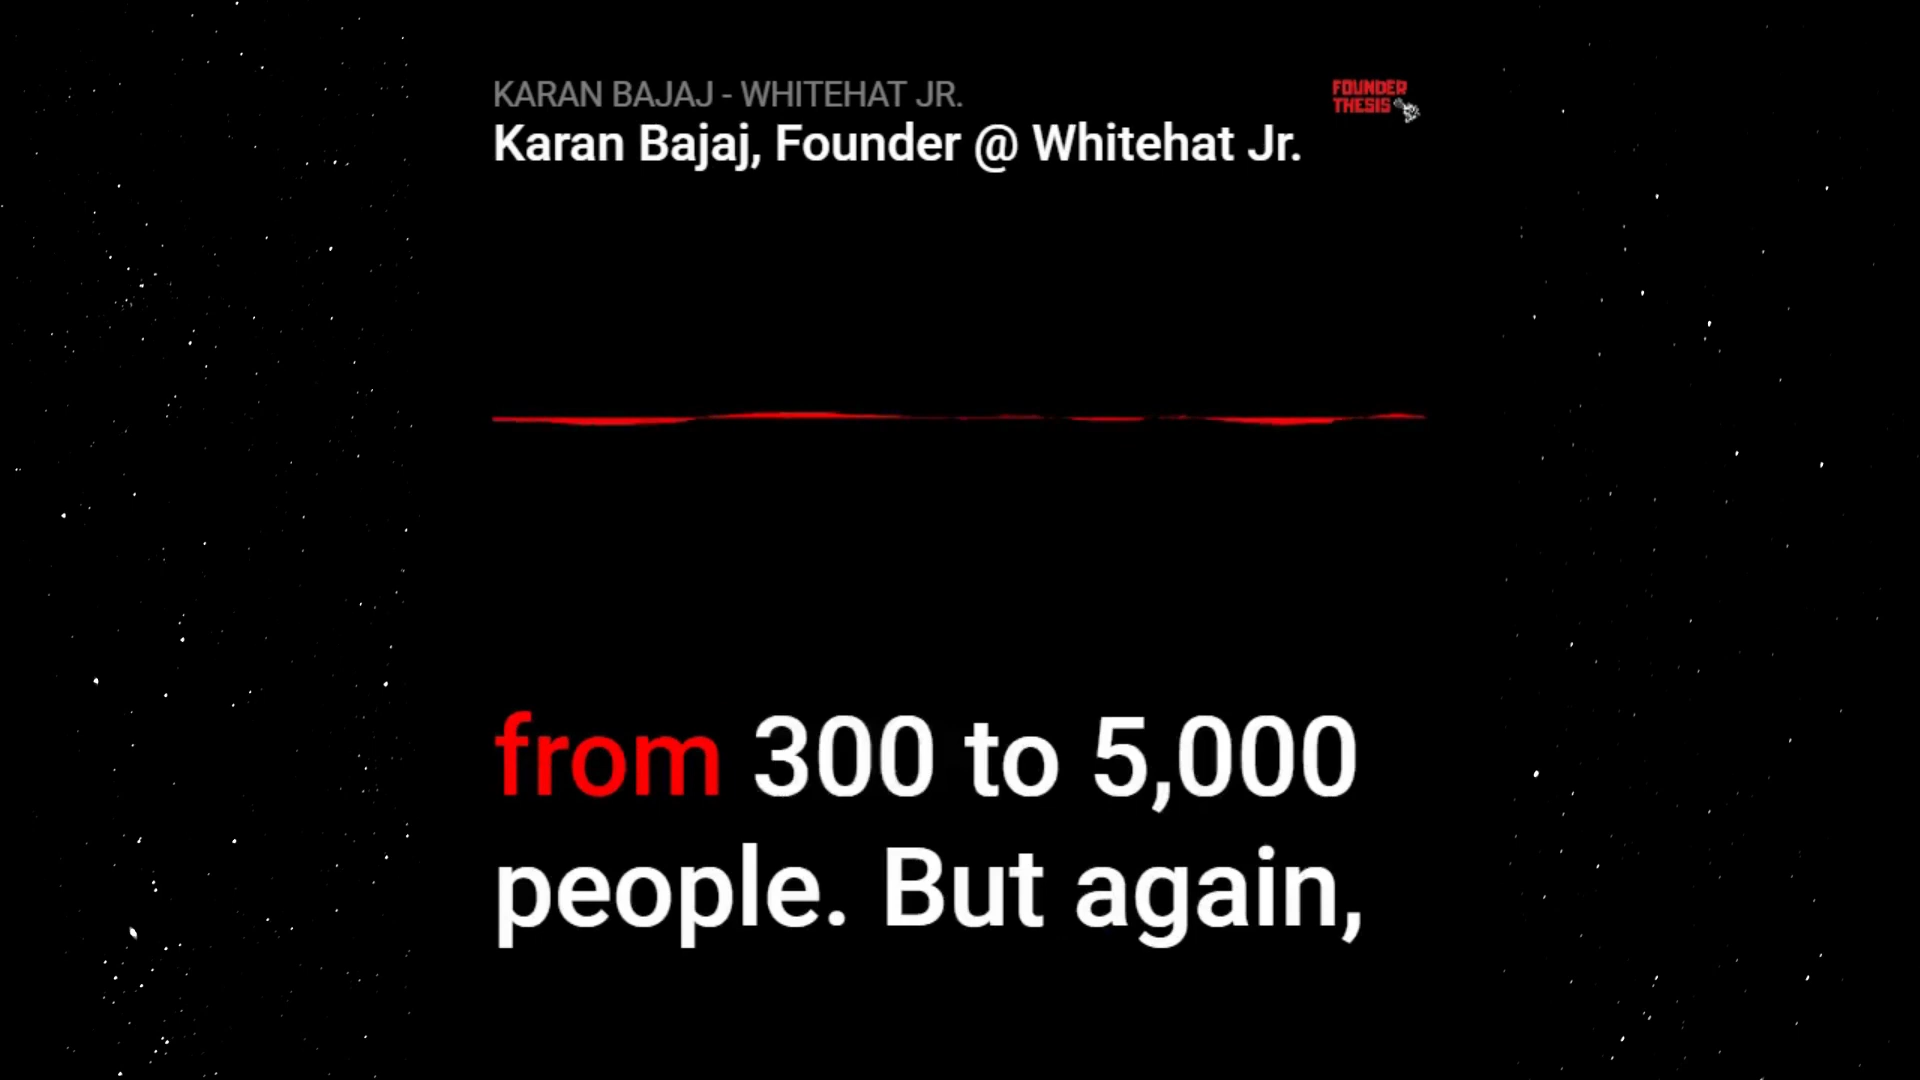 KARAN BAJAJ - WHITEHAT JR.
Karan Bajaj, Founder @ Whitehat Jr.
FOUNDER
THESIS
from 300 to 5,000
people. But again,